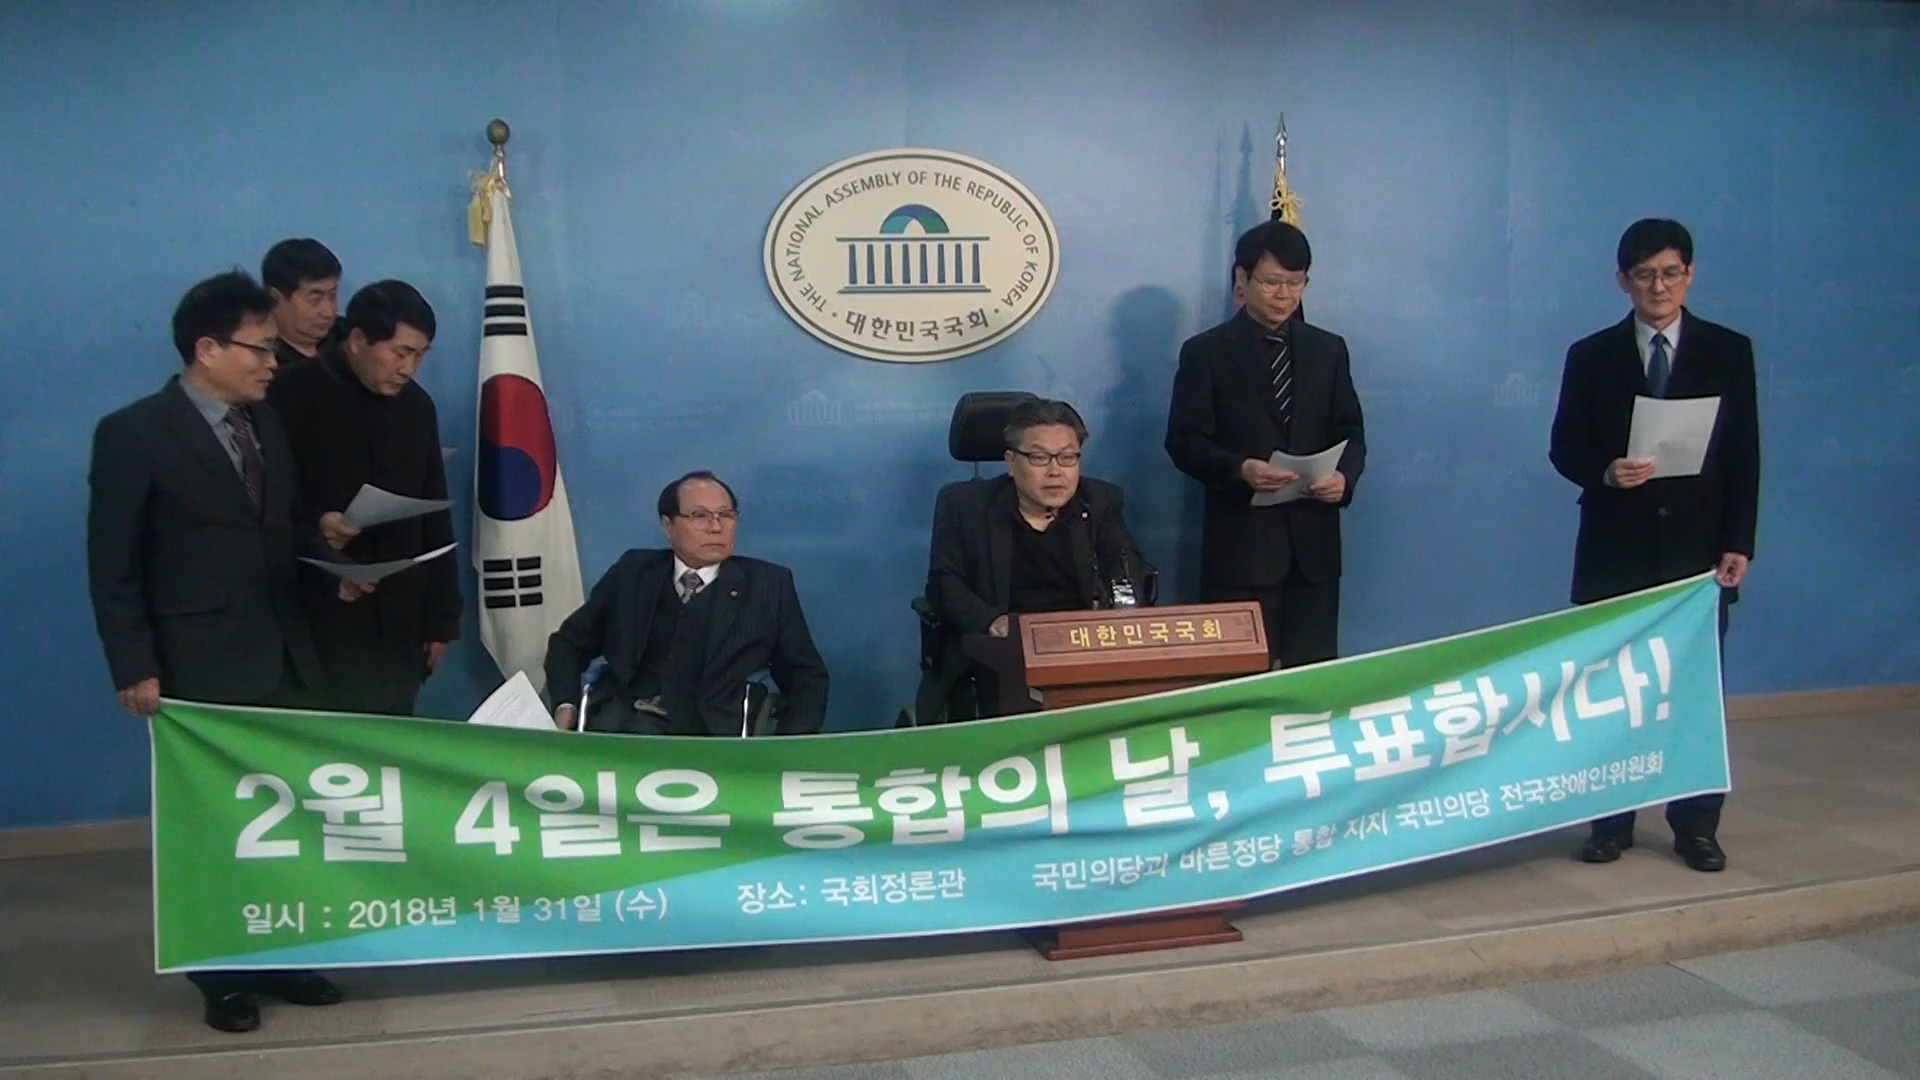 THE NATIONAL ASSEMBLY OF THE REPUBLIC OF KOREA
· 대한민국국회 ·
대한민국국회
2월 4일은 통합의 날, 투표합시다!
일시 : 2018년 1월 31일 (수) 장소: 국회정론관 국민의당과 바른정당 통합 지지 국민의당 전국장애인위원회